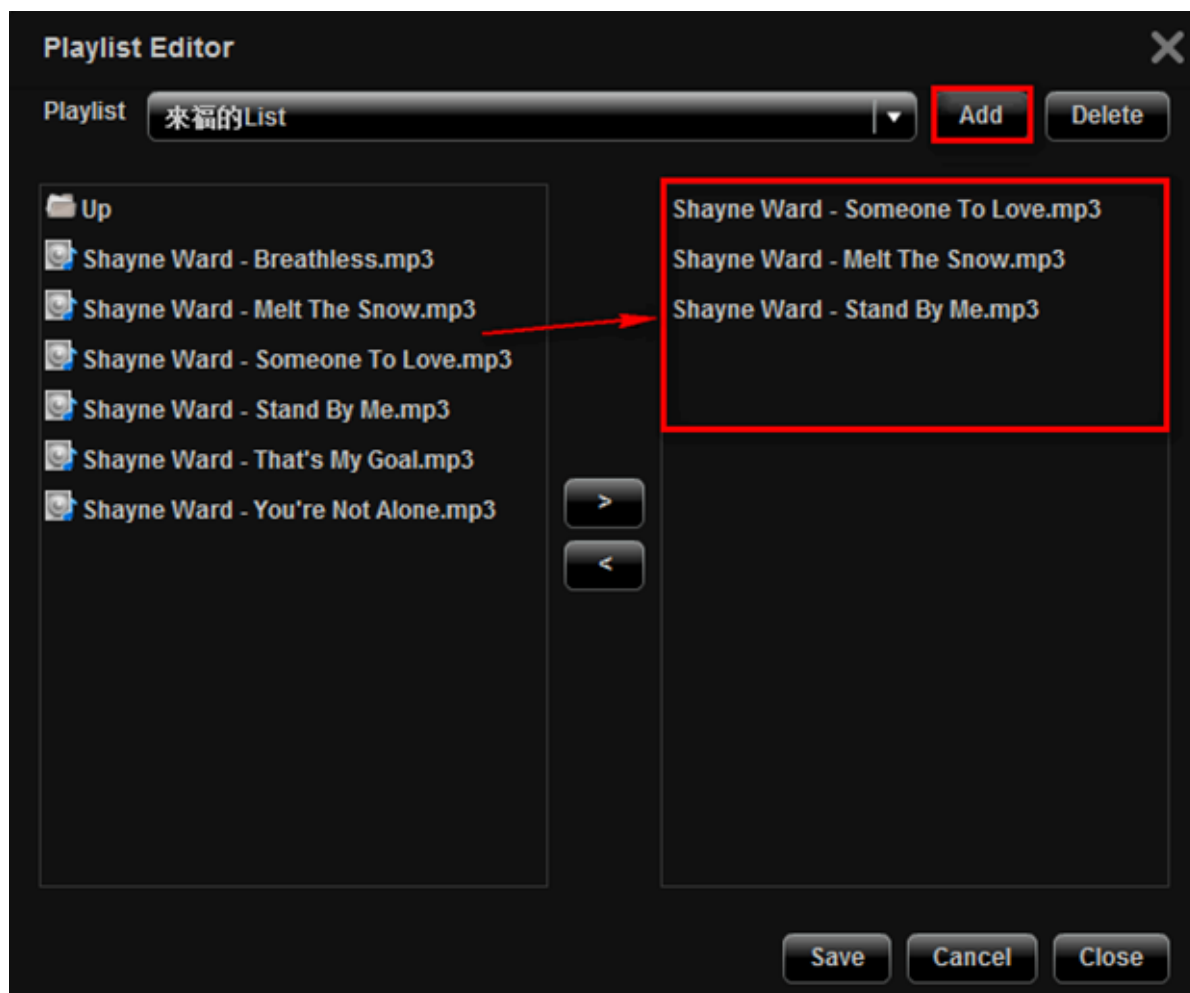 Playlist Editor
Playlist 來福的List Add Delete
Up
Shayne Ward - Breathless.mp3
Shayne Ward - Melt The Snow.mp3
Shayne Ward - Someone To Love.mp3
Shayne Ward - Stand By Me.mp3
Shayne Ward - That's My Goal.mp3
Shayne Ward - You're Not Alone.mp3
>
<
Shayne Ward - Someone To Love.mp3
Shayne Ward - Melt The Snow.mp3
Shayne Ward - Stand By Me.mp3
Save Cancel Close